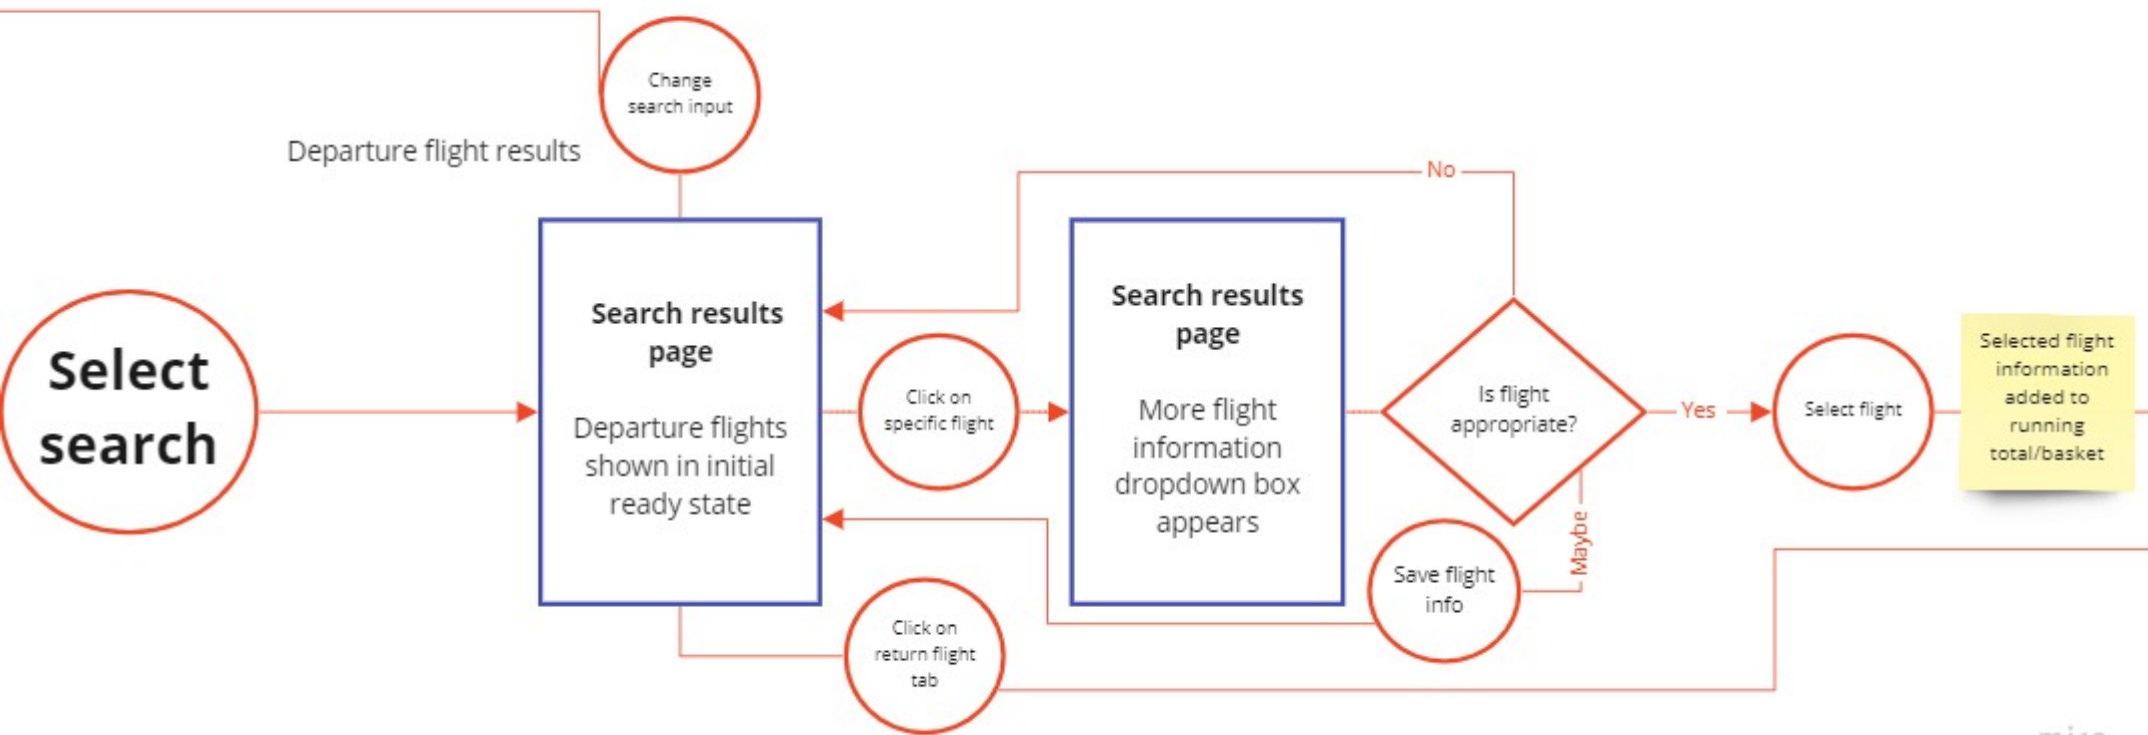 Change
search input
Departure flight results
No
Select
search
Search results
page
Departure flights
shown in initial
ready state
Click on
specific flight
Search results
page
More flight
information
dropdown box
appears
Is flight
appropriate?
Yes
Select flight
Selected flight
information
added to
running
total/basket
Maybe
Save flight
info
Click on
return flight
tab